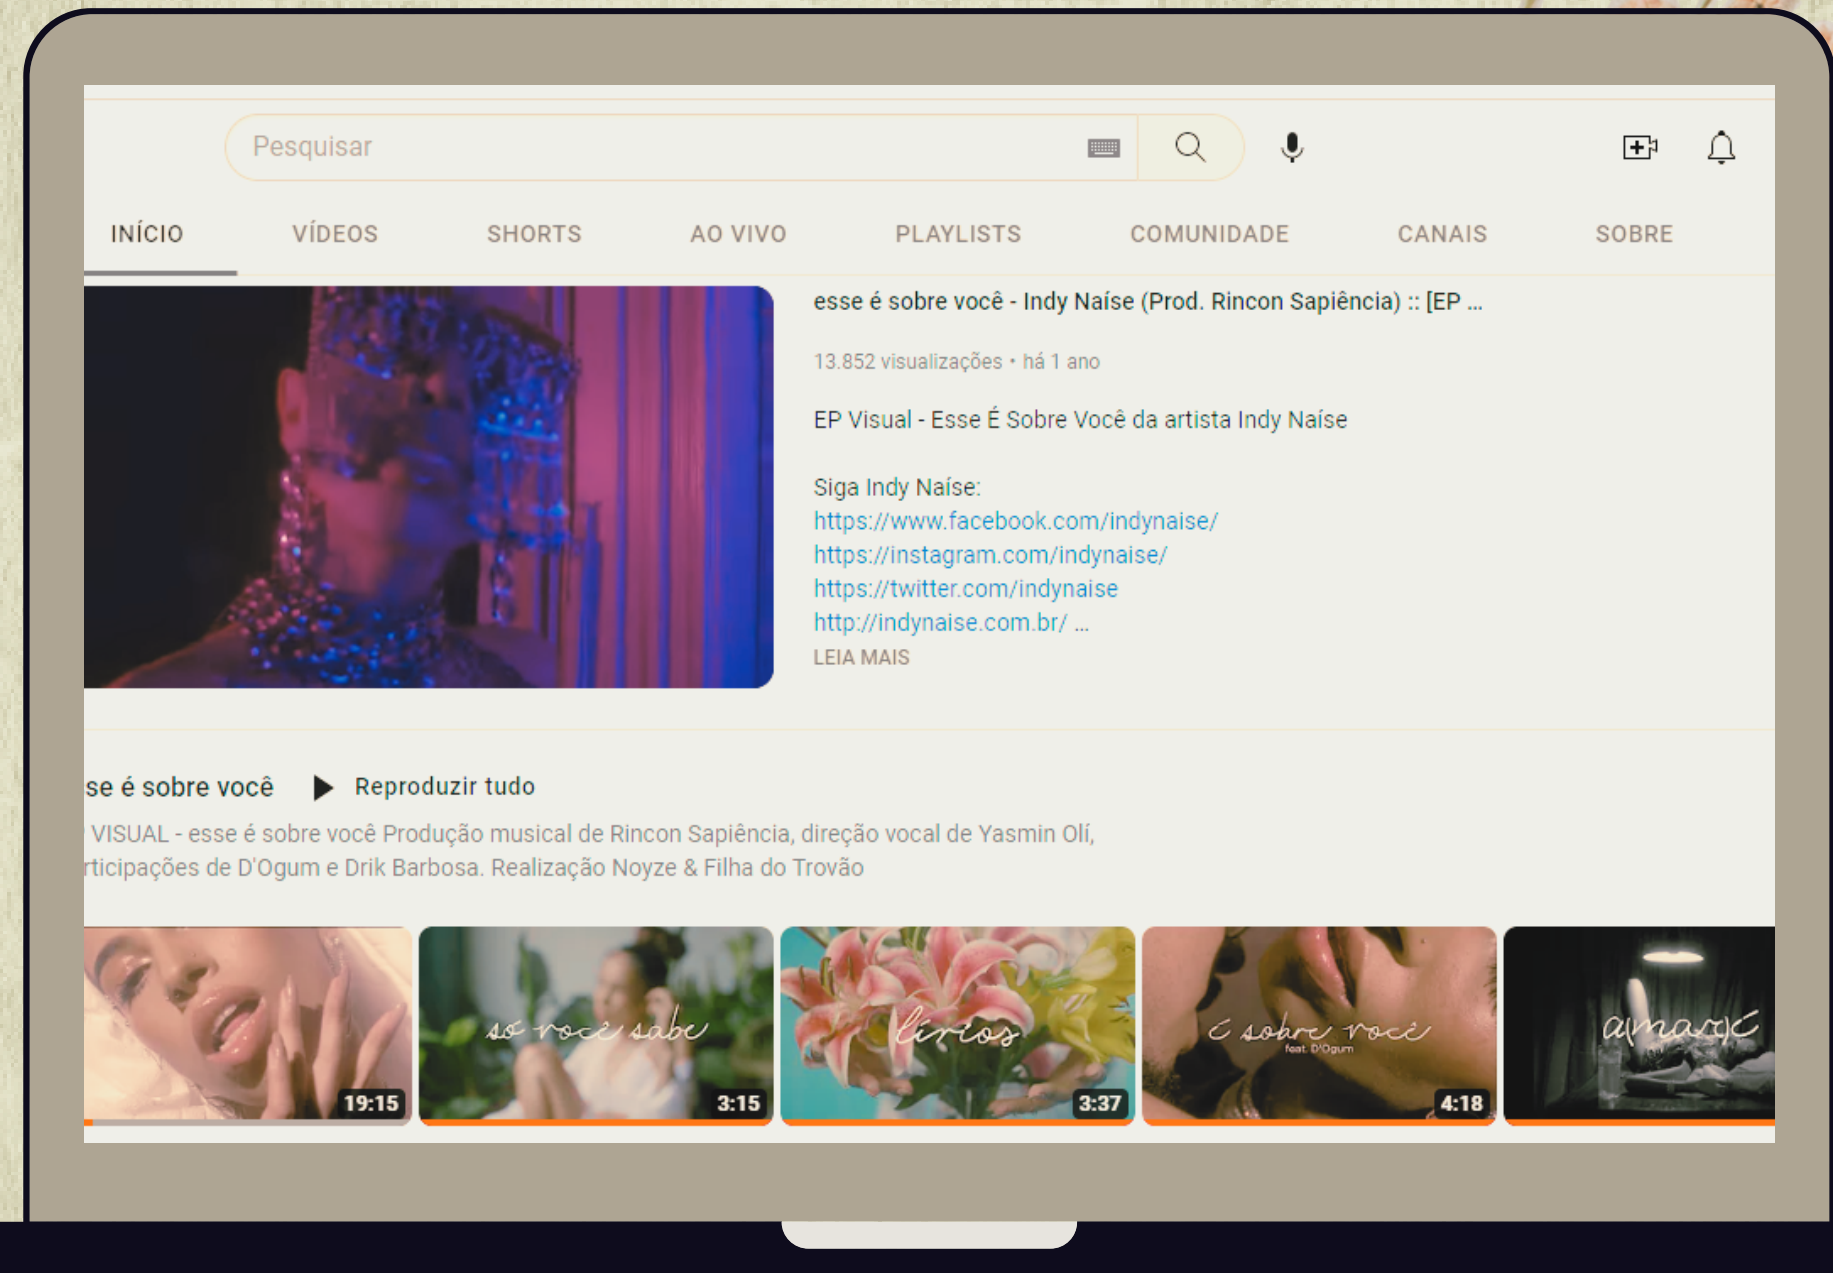 Pesquisar
INÍCIO VÍDEOS SHORTS AO VIVO PLAYLISTS COMUNIDADE CANAIS SOBRE
esse é sobre você - Indy Naíse (Prod. Rincon Sapiência) :: [EP ...
13.852 visualizações • há 1 ano
EP Visual - Esse É Sobre Você da artista Indy Naíse
Siga Indy Naíse:
https://www.facebook.com/indynaise/
https://instagram.com/indynaise/
https://twitter.com/indynaise
http://indynaise.com.br/ ...
LEIA MAIS
se é sobre você Reproduzir tudo
VISUAL - esse é sobre você Produção musical de Rincon Sapiência, direção vocal de Yasmin Olí,
rticipações de D'Ogum e Drik Barbosa. Realização Noyze & Filha do Trovão
só você sabe
lírios
é sobre você
feat. D'Ogum
a(mar)é
19:15 3:15 3:37 4:18